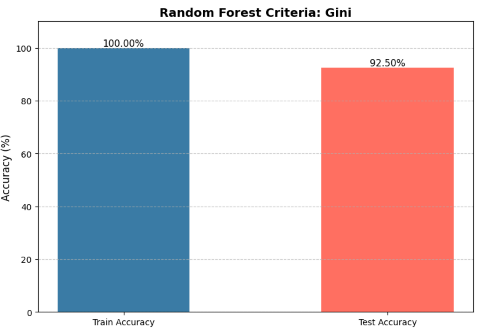 Random Forest Criteria: Gini
Accuracy (%)
100
80
60
40
20
0
100.00%
92.50%
Train Accuracy
Test Accuracy